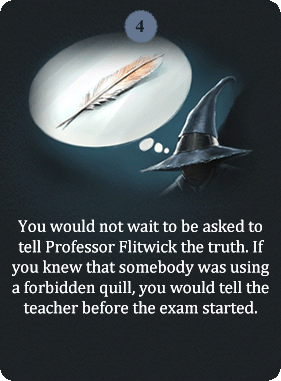 4
You would not wait to be asked to
tell Professor Flitwick the truth. If
you knew that somebody was using
a forbidden quill, you would tell the
teacher before the exam started.